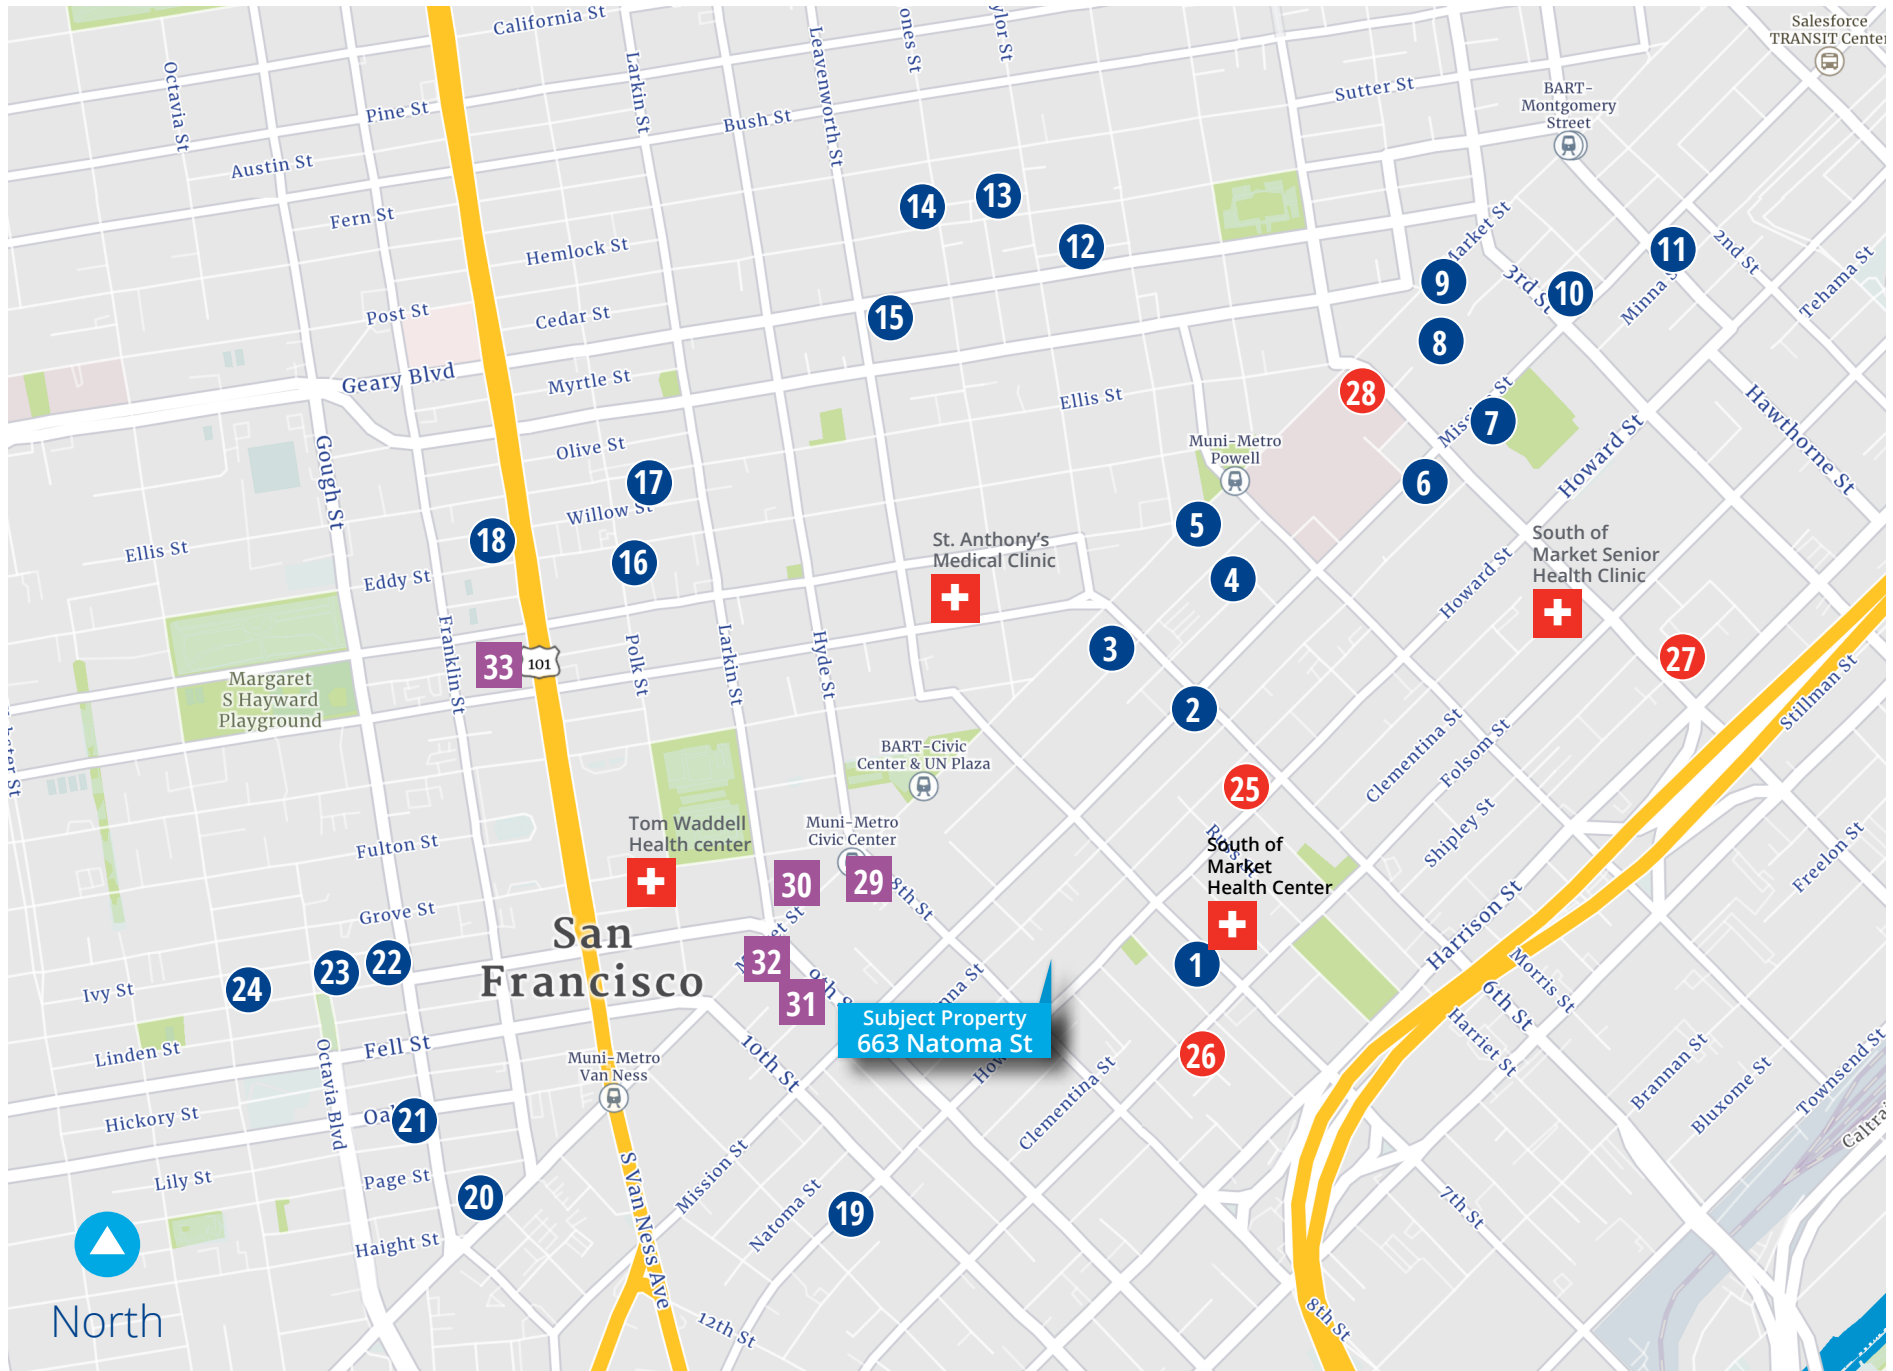 California St
Salesforce
TRANSIT Center
Octavia St
Larkin St
Leavenworth St
Pine St
Bush St
Sutter St
BART-
Montgomery
Street
Austin St
Fern St
14
13
12
Hemlock St
Market St
2nd St
11
9
3rd St
10
Minna
Tehama St
Post St
Cedar St
15
8
Geary Blvd
Myrtle St
Ellis St
28
7
Howard St
Hawthorne St
Gough St
Olive St
Muni-Metro
Powell
17
6
Willow St
18
5
Ellis St
16
St. Anthony's
Medical Clinic
South of
Market Senior
Health Clinic
Eddy St
4
Howard St
Franklin St
Polk St
Larkin St
Hyde St
3
33
101
27
Margaret
S Hayward
Playground
2
Stillman St
BART-Civic
Center & UN Plaza
Clementina St
Folsom St
25
Shipley St
Tom Waddell
Health center
Muni-Metro
Civic Center
Fulton St
South of
Market
Health Center
Freelon St
30
29
8th St
Grove St
San
Francisco
Harrison St
32
22
23
24
1
Ivy St
31
Morris St
6th St
Subject Property
663 Natoma St
Fell St
Linden St
Octavia Blvd
Muni-Metro
Van Ness
10th St
26
Harriet St
Brannan St
Bluxome St
Townsend St
Clementina St
Hickory St
21
Lily St
Page St
20
Mission St
Natoma St
19
7th St
S Van Ness Ave
Haight St
North
12th St
8th St